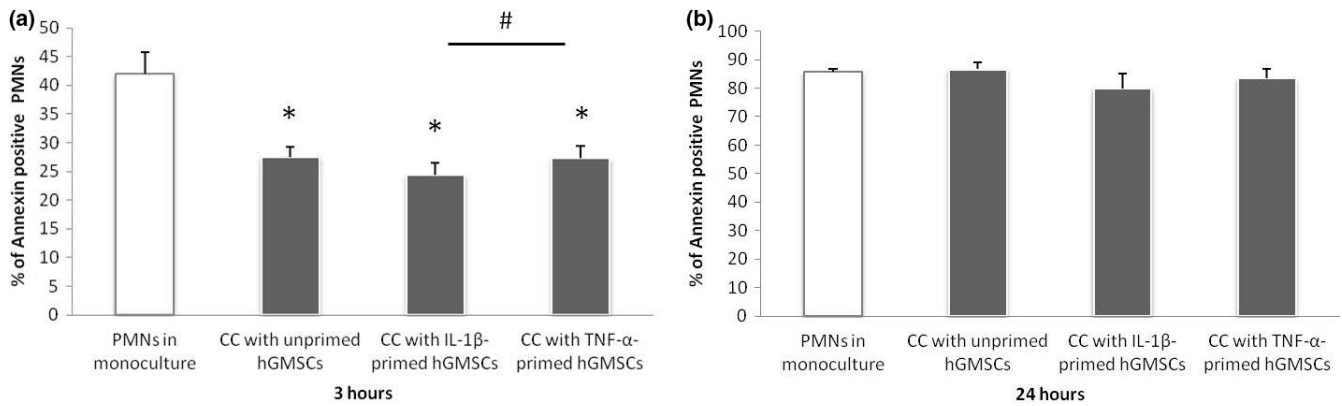 (a)
#
% of Annexin positive PMNs
50
45
40
35
30
25
20
15
10
5
0
*
*
*
PMNs in monoculture
CC with unprimed hGMSCs
CC with IL-1β-primed hGMSCs
CC with TNF-α-primed hGMSCs
3 hours
(b)
% of Annexin positive PMNs
100
90
80
70
60
50
40
30
20
10
0
PMNs in monoculture
CC with unprimed hGMSCs
CC with IL-1β-primed hGMSCs
CC with TNF-α-primed hGMSCs
24 hours